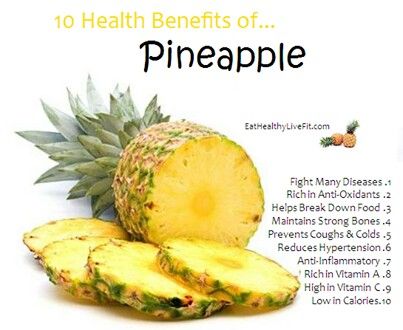 10 Health Benefits of...
Pineapple
EatHealthyLiveFit.com
Fight Many Diseases .1
Rich in Anti-Oxidants .2
Helps Break Down Food .3
Maintains Strong Bones .4
Prevents Coughs & Colds .5
Reduces Hypertension .6
Anti-Inflammatory .7
! Rich in Vitamin A .8
High in Vitamin C .9
Low in Calories.10